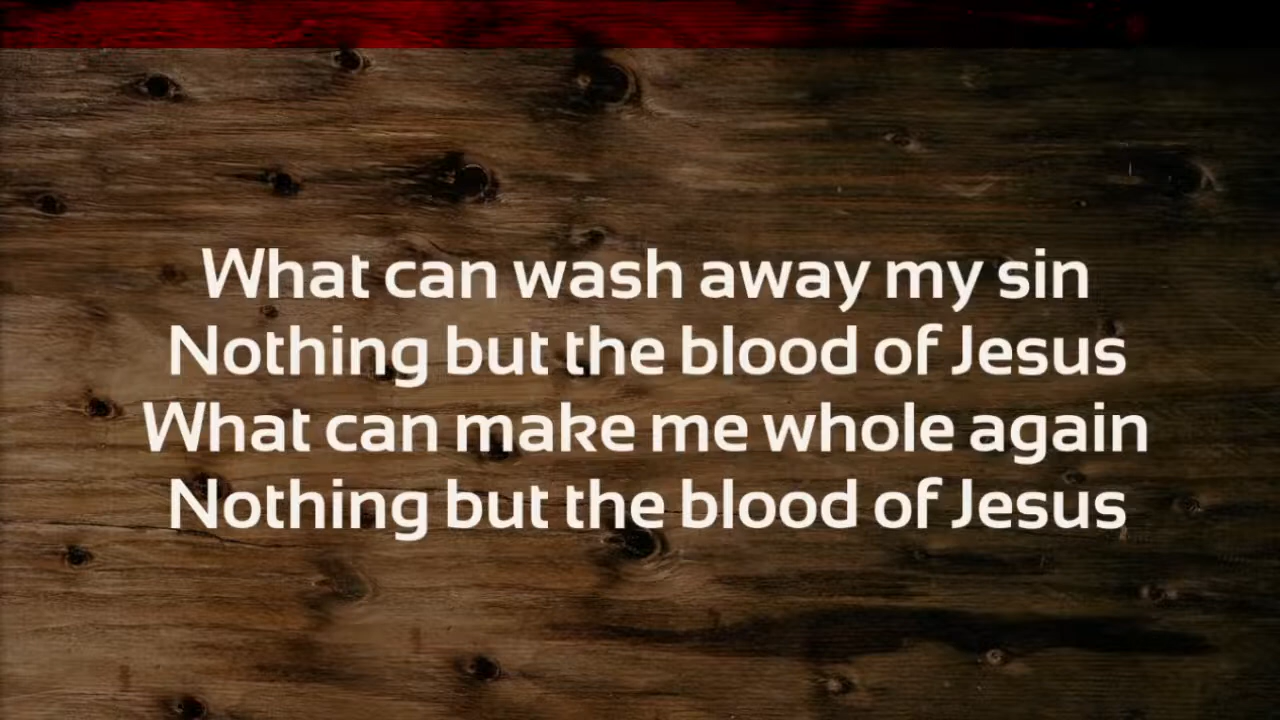 What can wash away my sin
Nothing but the blood of Jesus
What can make me whole again
Nothing but the blood of Jesus